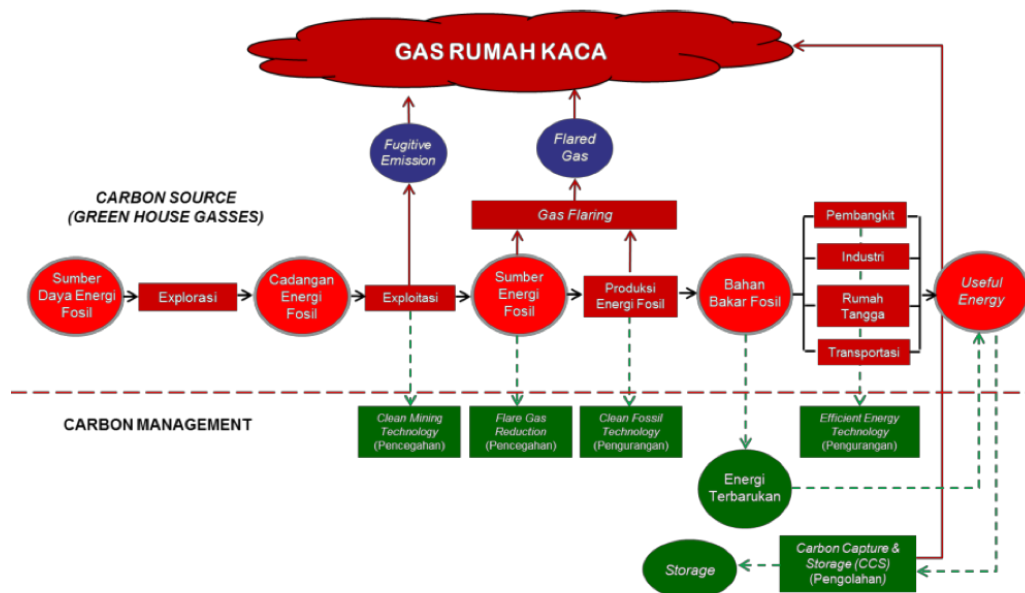 GAS RUMAH KACA
Fugitive
Emission
Flared
Gas
CARBON SOURCE
(GREEN HOUSE GASSES)
Gas Flaring
Sumber
Daya Energi
Fosil
Explorasi
Cadangan
Energi
Fosil
Exploitasi
Sumber
Energi
Fosil
Produksi
Energi Fosil
Bahan
Bakar Fosil
Pembangkit
Industri
Rumah
Tangga
Transportasi
Useful
Energy
CARBON MANAGEMENT
Clean Mining
Technology
(Pencegahan)
Flare Gas
Reduction
(Pencegahan)
Clean Fossil
Technology
(Pengurangan)
Efficient Energy
Technology
(Pengurangan)
Energi
Terbarukan
Storage
Carbon Capture &
Storage (CCS)
(Pengolahan)